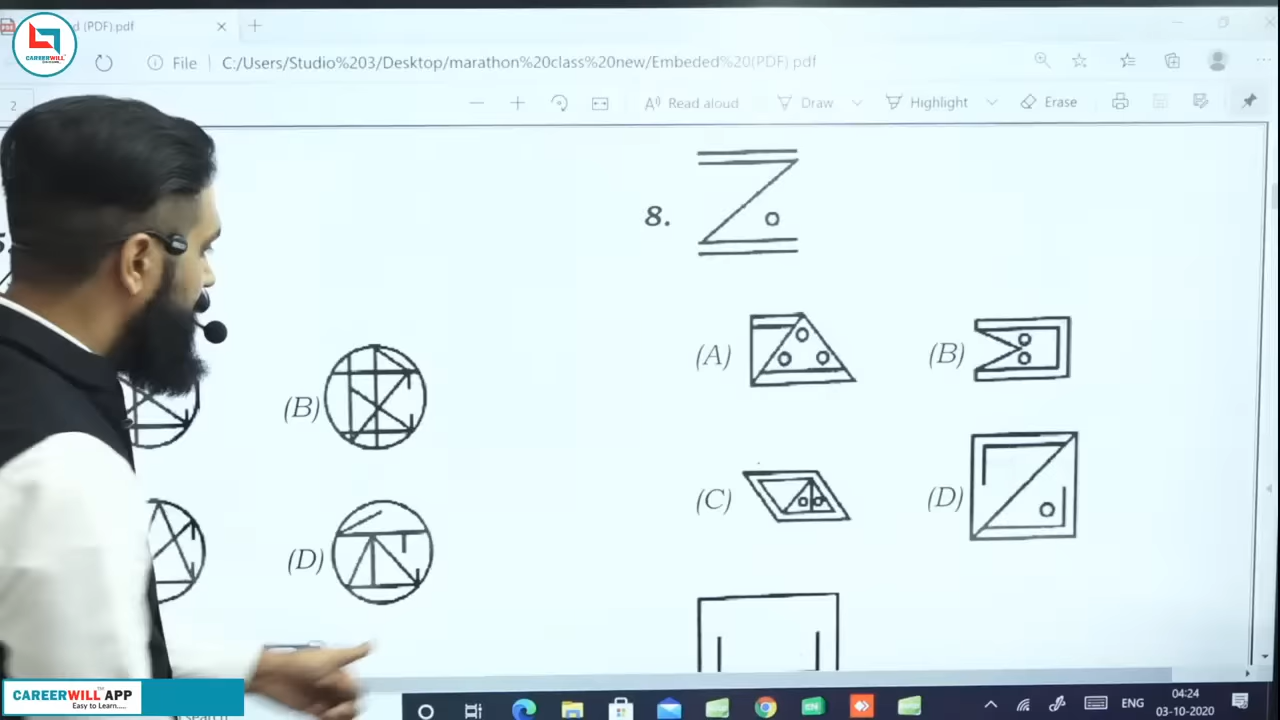 d (PDF).pdf
CAREERWILL
File
C:/Users/Studio%203/Desktop/marathon%20class%20new/Embeded%20(PDF).pdf
2
Read aloud
Draw
Highlight
Erase
8.
(A)
(B)
(B)
(C)
(D)
(D)
CAREERWILL APP
Easy to Learn.....
ENG
04:24
03-10-2020